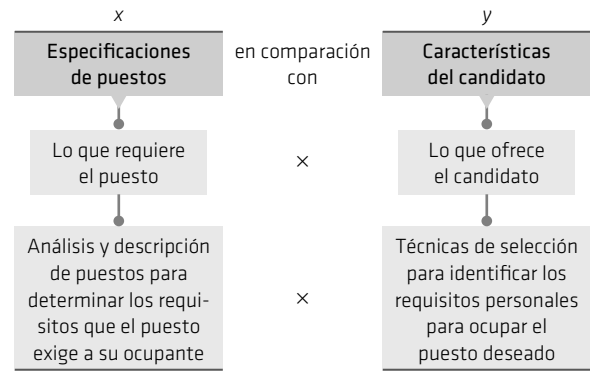 x
y
Especificaciones
de puestos
en comparación
con
Características
del candidato
Lo que requiere
el puesto
×
Lo que ofrece
el candidato
Análisis y descripción
de puestos para
determinar los requi-
sitos que el puesto
exige a su ocupante
×
Técnicas de selección
para identificar los
requisitos personales
para ocupar el
puesto deseado